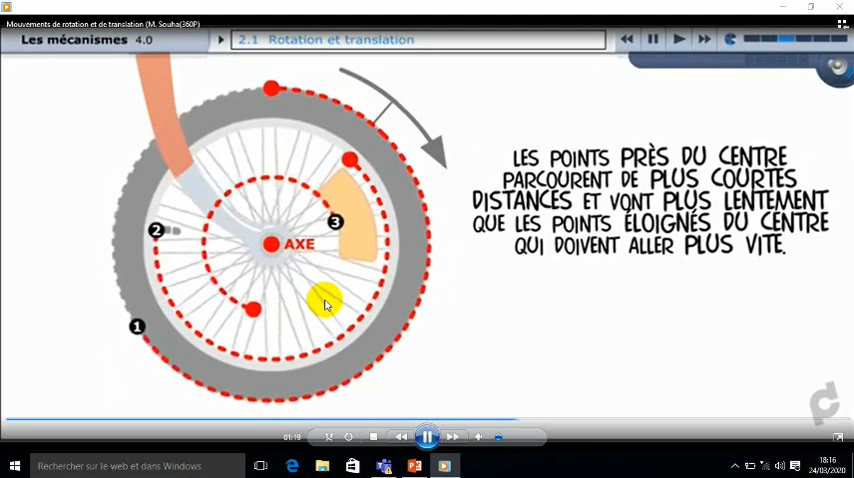 Mouvements de rotation et de translation (M. Souha(360P)
Les mécanismes 4.0
2.1 Rotation et translation
LES POINTS PRÈS DU CENTRE
PARCOURENT DE PLUS COURTES
DISTANCES ET VONT PLUS LENTEMENT
QUE LES POINTS ÉLOIGNÉS DU CENTRE
QUI DOIVENT ALLER PLUS VITE.
2
3
AXE
1
01:19
Rechercher sur le web et dans Windows
18:16
24/03/2020